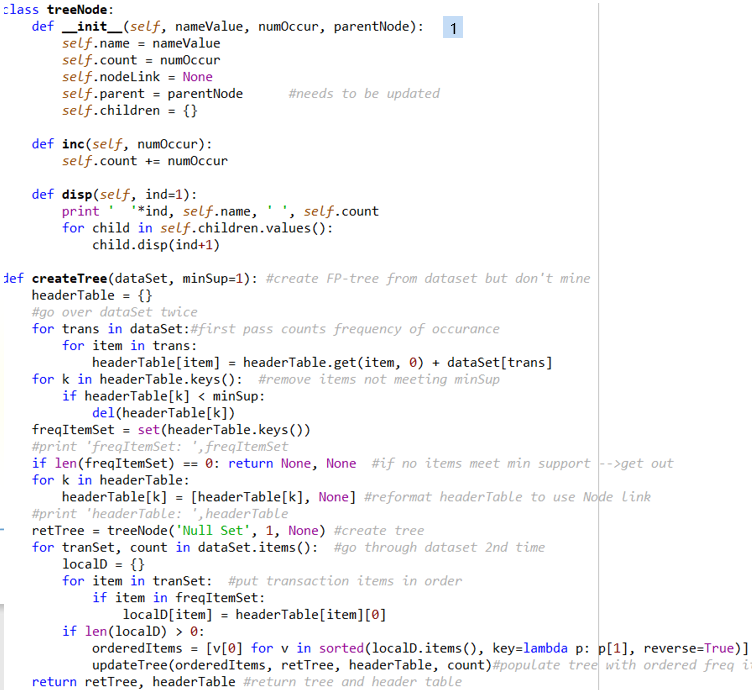 class treeNode:
    def __init__(self, nameValue, numOccur, parentNode): 1
        self.name = nameValue
        self.count = numOccur
        self.nodeLink = None
        self.parent = parentNode      #needs to be updated
        self.children = {}
    def inc(self, numOccur):
        self.count += numOccur
    def disp(self, ind=1):
        print '  '*ind, self.name, ' ', self.count
        for child in self.children.values():
            child.disp(ind+1)
def createTree(dataSet, minSup=1): #create FP-tree from dataset but don't mine
    headerTable = {}
    #go over dataSet twice
    for trans in dataSet:#first pass counts frequency of occurance
        for item in trans:
            headerTable[item] = headerTable.get(item, 0) + dataSet[trans]
    for k in headerTable.keys():  #remove items not meeting minSup
        if headerTable[k] < minSup:
            del(headerTable[k])
    freqItemSet = set(headerTable.keys())
    #print 'freqItemSet: ',freqItemSet
    if len(freqItemSet) == 0: return None, None  #if no items meet min support -->get out
    for k in headerTable:
        headerTable[k] = [headerTable[k], None] #reformat headerTable to use Node link
    #print 'headerTable: ',headerTable
    retTree = treeNode('Null Set', 1, None) #create tree
    for tranSet, count in dataSet.items():  #go through dataset 2nd time
        localD = {}
        for item in tranSet:  #put transaction items in order
            if item in freqItemSet:
                localD[item] = headerTable[item][0]
        if len(localD) > 0:
            orderedItems = [v[0] for v in sorted(localD.items(), key=lambda p: p[1], reverse=True)]
            updateTree(orderedItems, retTree, headerTable, count)#populate tree with ordered freq
    return retTree, headerTable #return tree and header table